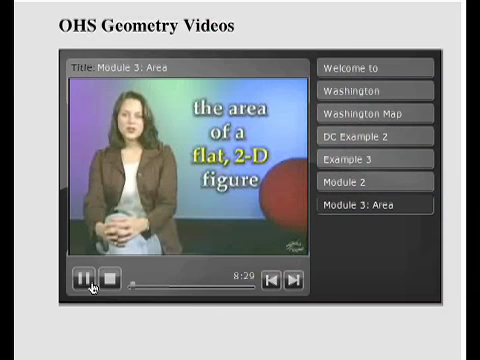 OHS Geometry Videos
Title: Module 3: Area
the area
of a
flat, 2-D
figure
8:29
Welcome to
Washington
Washington Map
DC Example 2
Example 3
Module 2
Module 3: Area